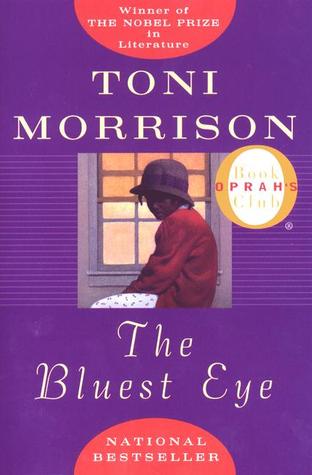 Winner of
THE NOBEL PRIZE
in
Literature
TONI
MORRISON
Book
OPRAH'S
Club
®
The
Bluest Eye
NATIONAL
BESTSELLER